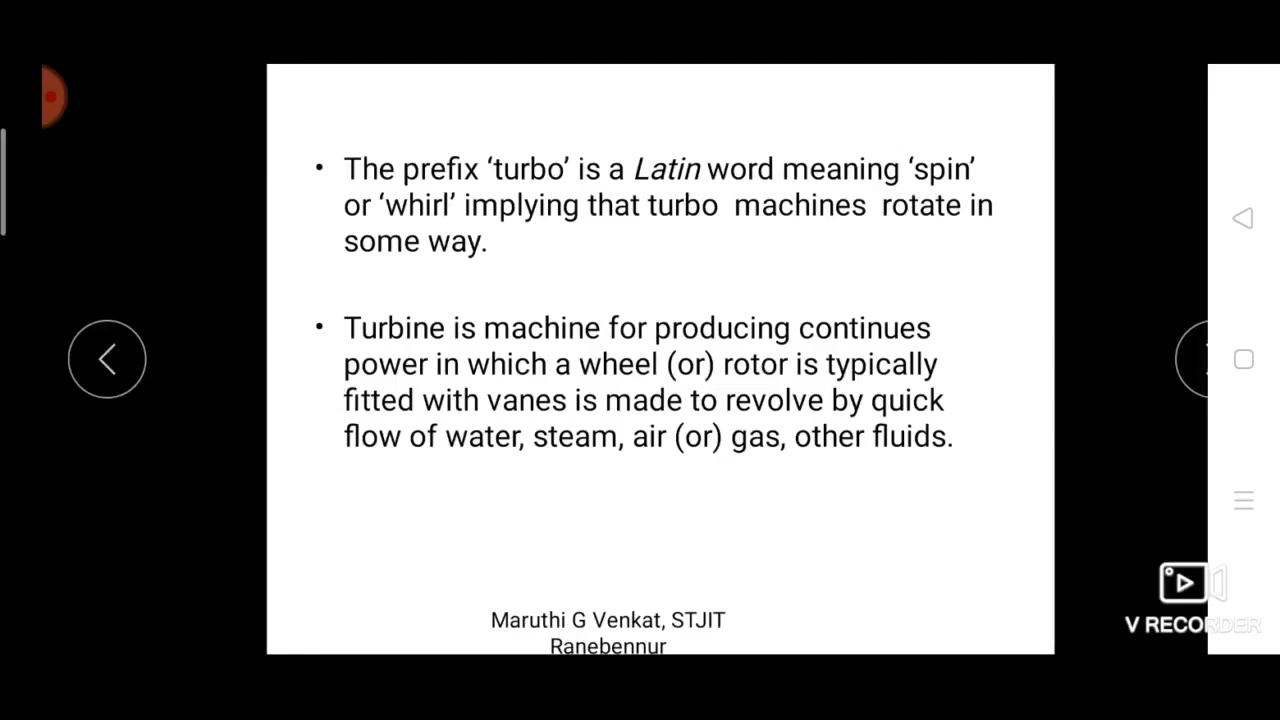 • The prefix ‘turbo’ is a Latin word meaning ‘spin’
or ‘whirl’ implying that turbo  machines  rotate in
some way.
• Turbine is machine for producing continues
power in which a wheel (or) rotor is typically
fitted with vanes is made to revolve by quick
flow of water, steam, air (or) gas, other fluids.
Maruthi G Venkat, STJIT
Ranebennur
V RECORDER